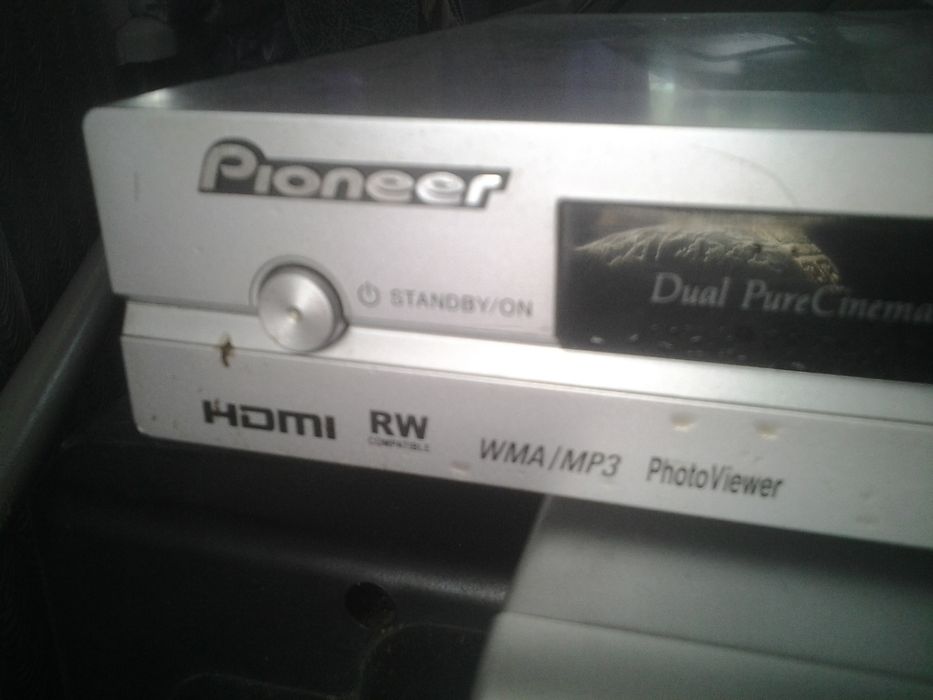 Pioneer
Dual PureCinema
STANDBY/ON
HDMI
RW
COMPATIBLE
WMA/MP3
PhotoViewer